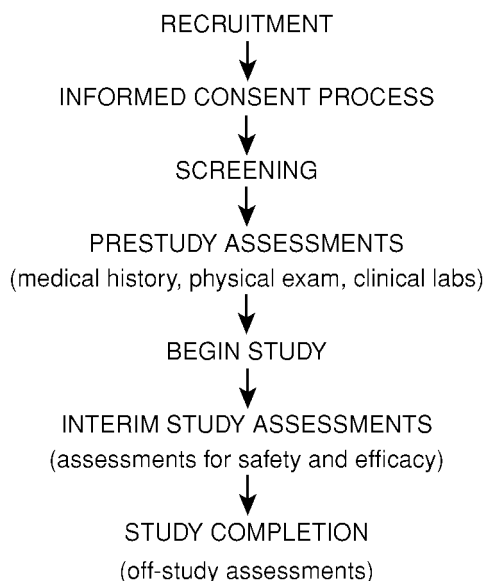 RECRUITMENT
INFORMED CONSENT PROCESS
SCREENING
PRESTUDY ASSESSMENTS
(medical history, physical exam, clinical labs)
BEGIN STUDY
INTERIM STUDY ASSESSMENTS
(assessments for safety and efficacy)
STUDY COMPLETION
(off-study assessments)